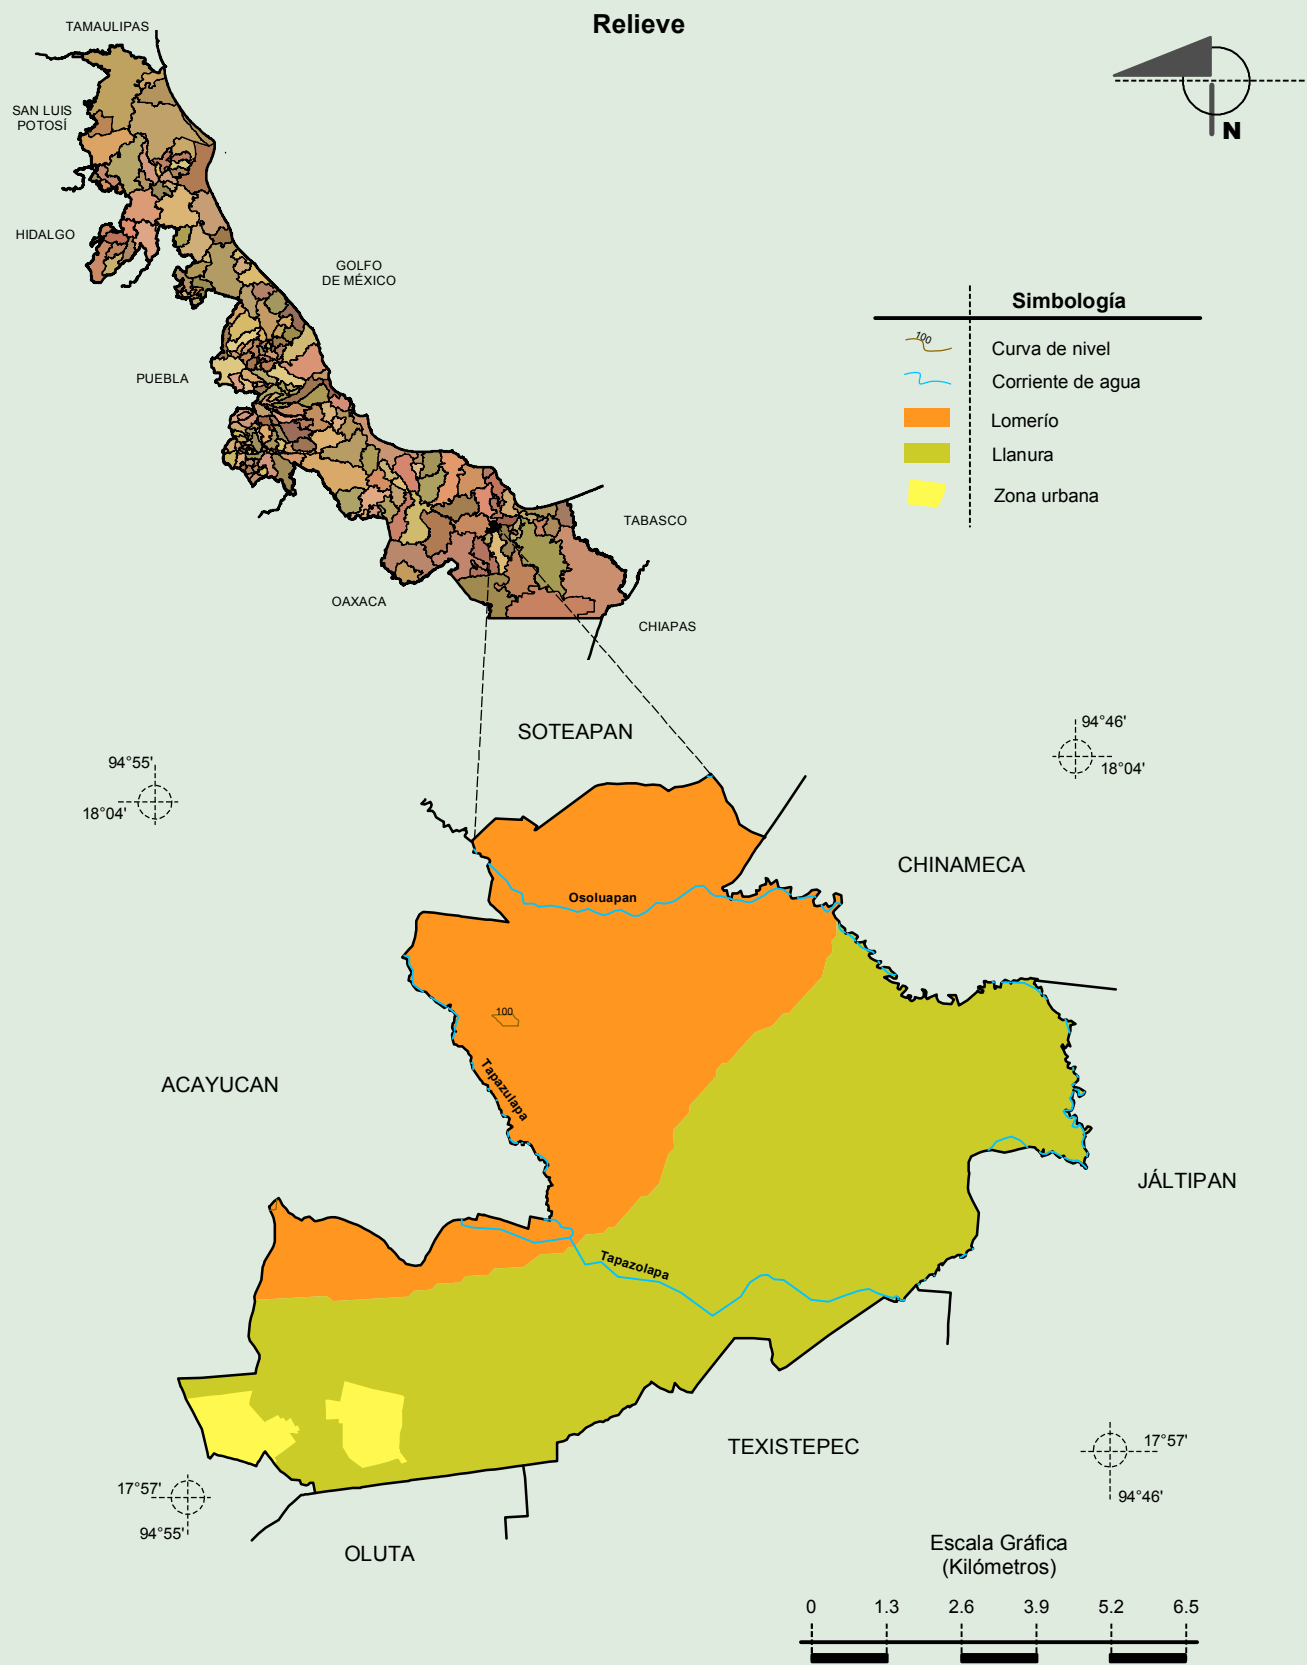 Relieve
TAMAULIPAS
SAN LUIS
POTOSÍ
HIDALGO
GOLFO
DE MÉXICO
PUEBLA
TABASCO
OAXACA
CHIAPAS
N
Simbología
100
Curva de nivel
Corriente de agua
Lomerío
Llanura
Zona urbana
SOTEAPAN
94°55'
18°04'
94°46'
18°04'
CHINAMECA
Osoluapan
100
Tapazulapa
ACAYUCAN
JÁLTIPAN
Tapazolapa
TEXISTEPEC
17°57'
94°55'
17°57'
94°46'
OLUTA
Escala Gráfica
(Kilómetros)
0 1.3 2.6 3.9 5.2 6.5